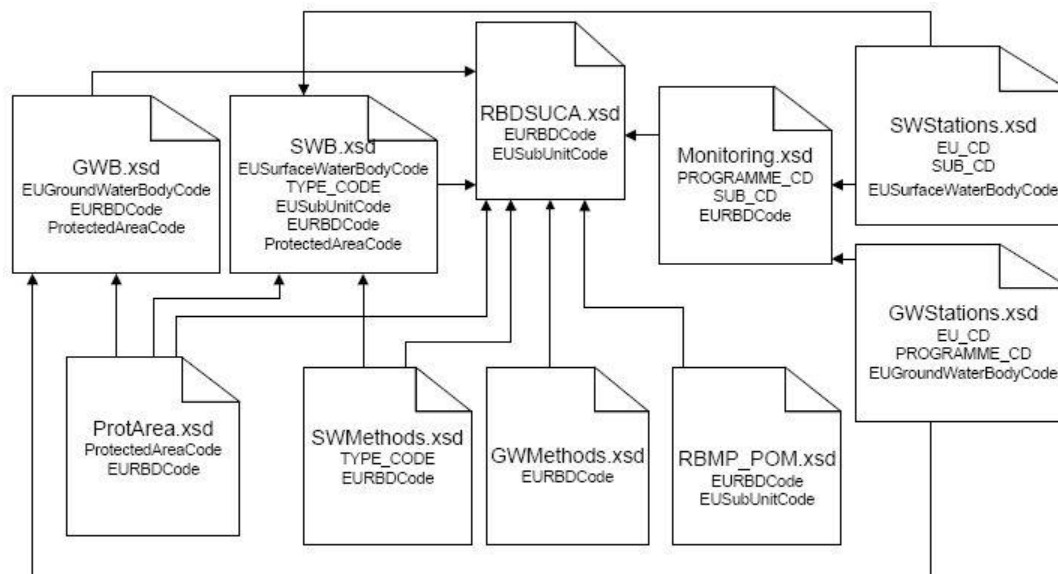 GWB.xsd
EUGroundWaterBodyCode
EURBDCode
ProtectedAreaCode
SWB.xsd
EUSurfaceWaterBodyCode
TYPE_CODE
EUSubUnitCode
EURBDCode
ProtectedAreaCode
RBDSUCA.xsd
EURBDCode
EUSubUnitCode
Monitoring.xsd
PROGRAMME_CD
SUB_CD
EURBDCode
SWStations.xsd
EU_CD
SUB_CD
EUSurfaceWaterBodyCode
GWStations.xsd
EU_CD
PROGRAMME_CD
EUGroundWaterBodyCode
ProtArea.xsd
ProtectedAreaCode
EURBDCode
SWMethods.xsd
TYPE_CODE
EURBDCode
GWMethods.xsd
EURBDCode
RBMP_POM.xsd
EURBDCode
EUSubUnitCode